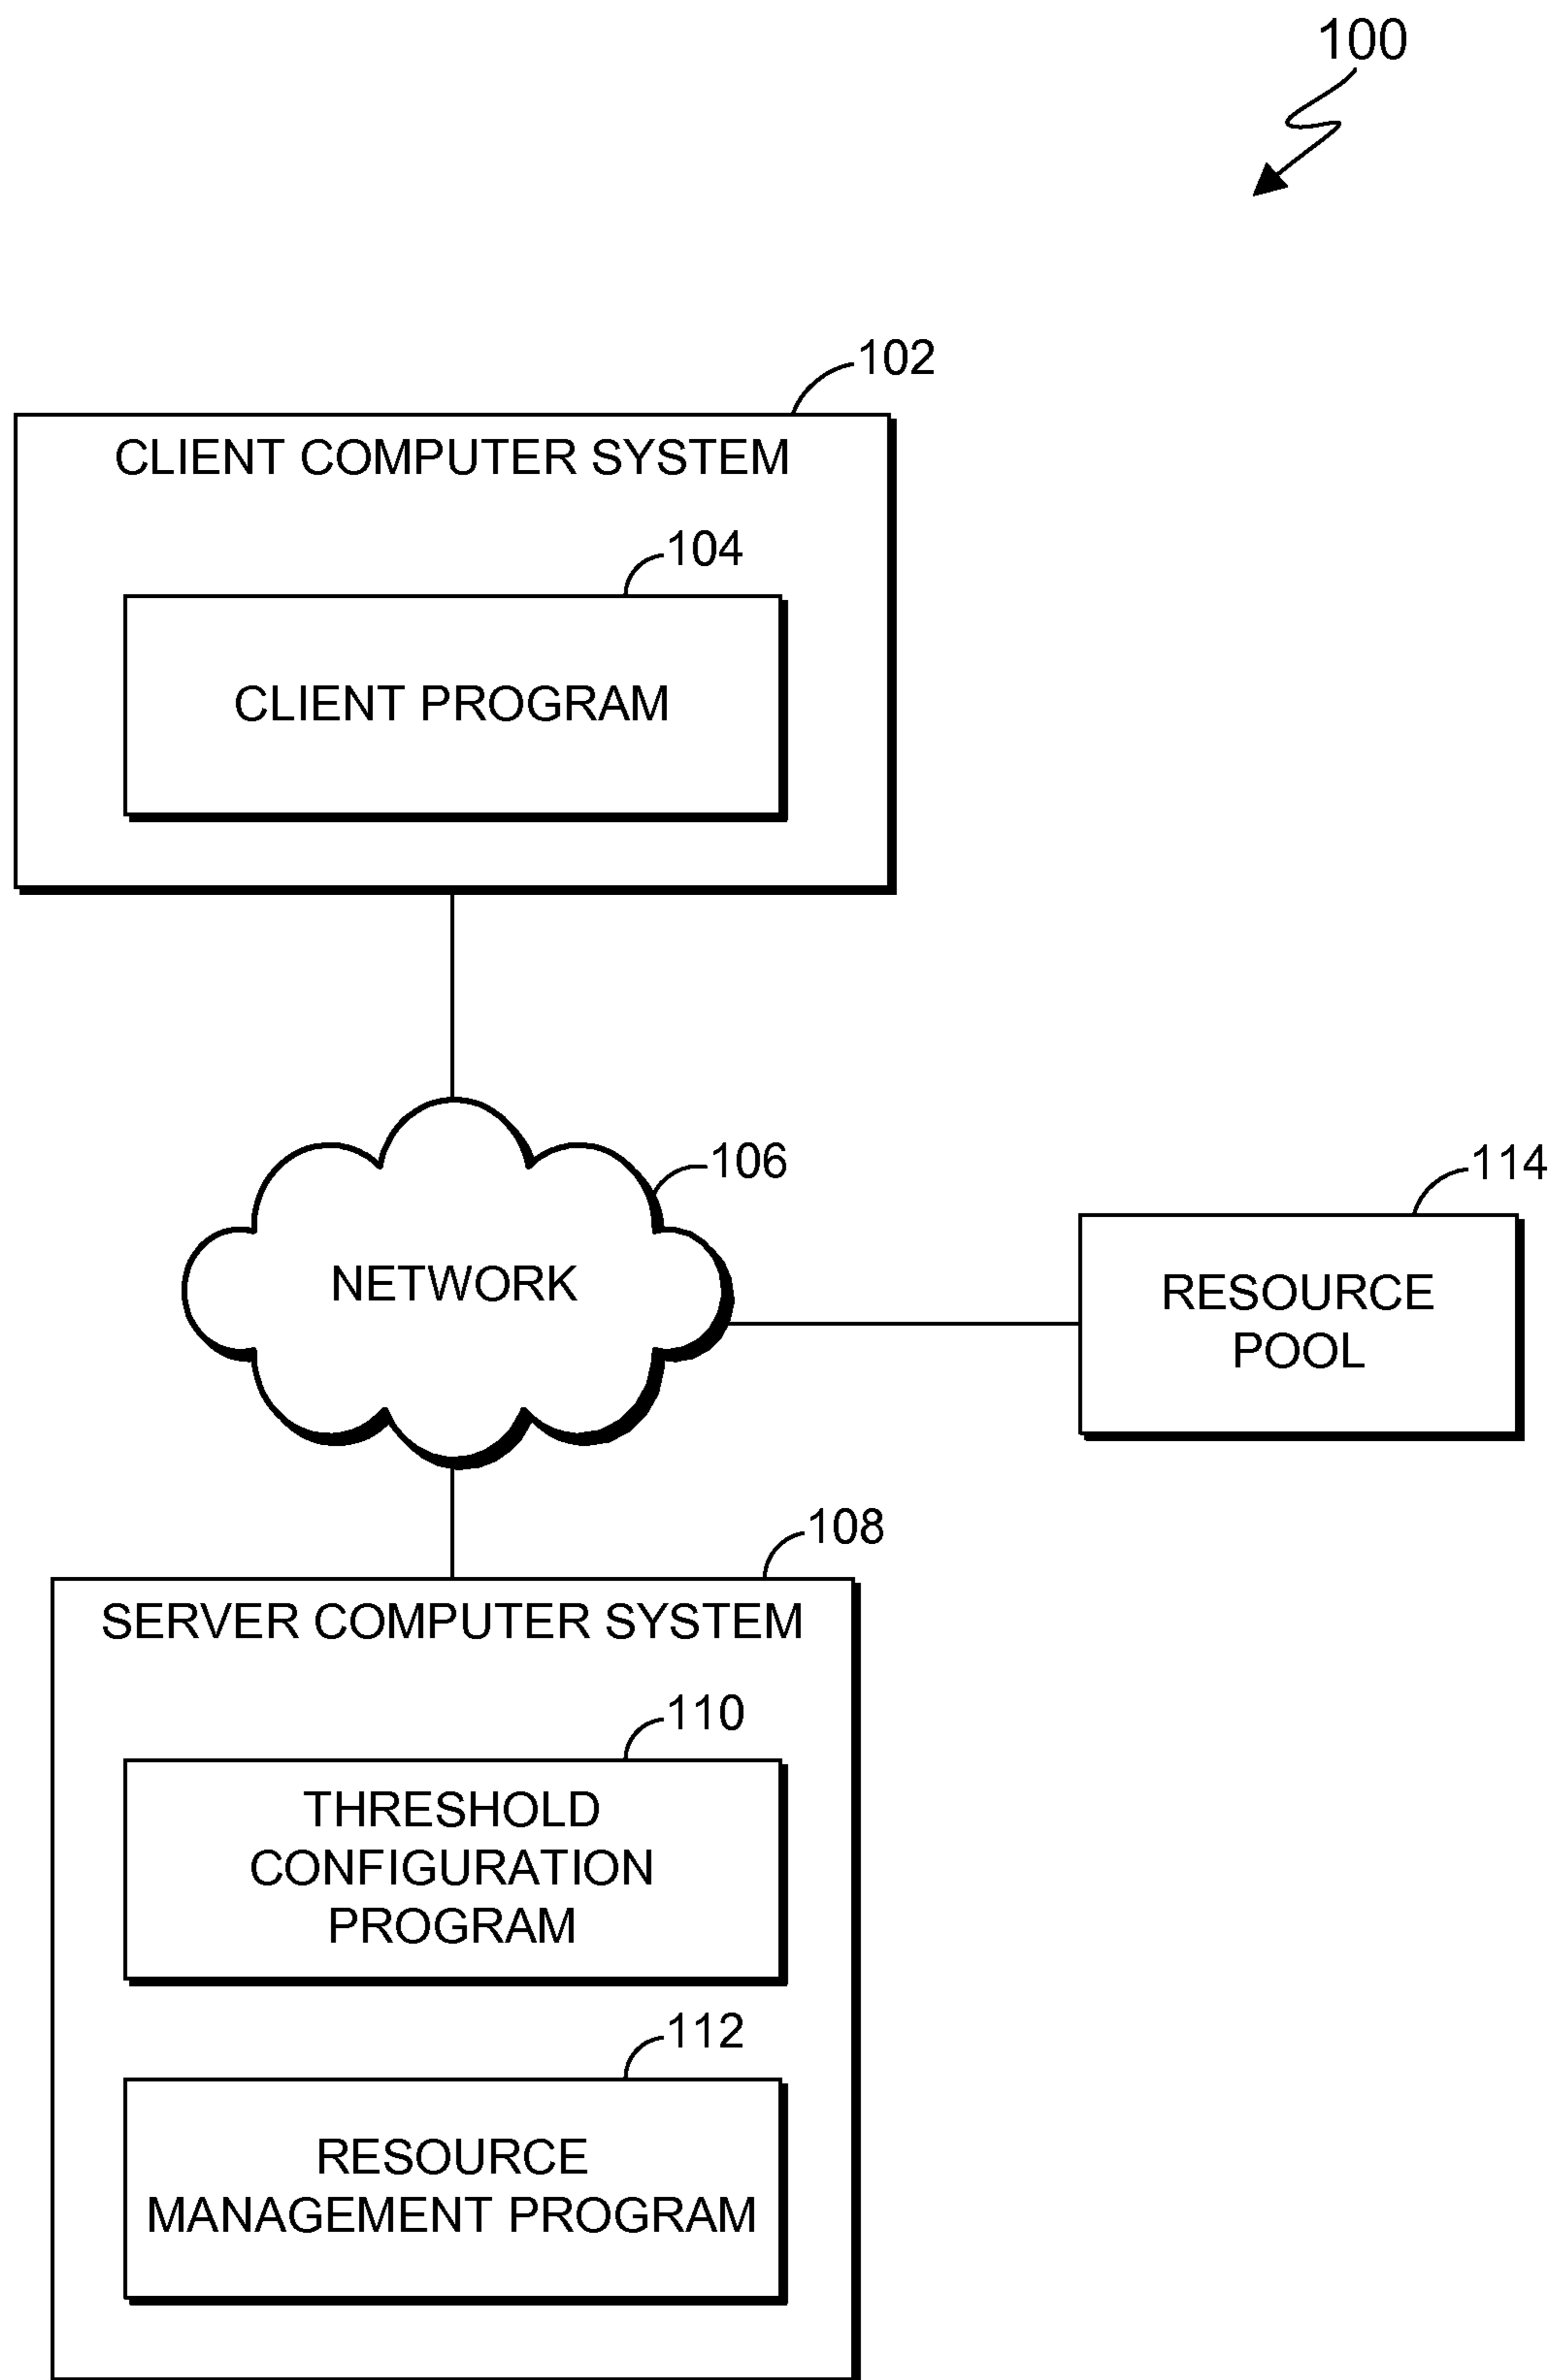 100
102
CLIENT COMPUTER SYSTEM
104
CLIENT PROGRAM
106
NETWORK
114
RESOURCE
POOL
108
SERVER COMPUTER SYSTEM
110
THRESHOLD
CONFIGURATION
PROGRAM
112
RESOURCE
MANAGEMENT PROGRAM